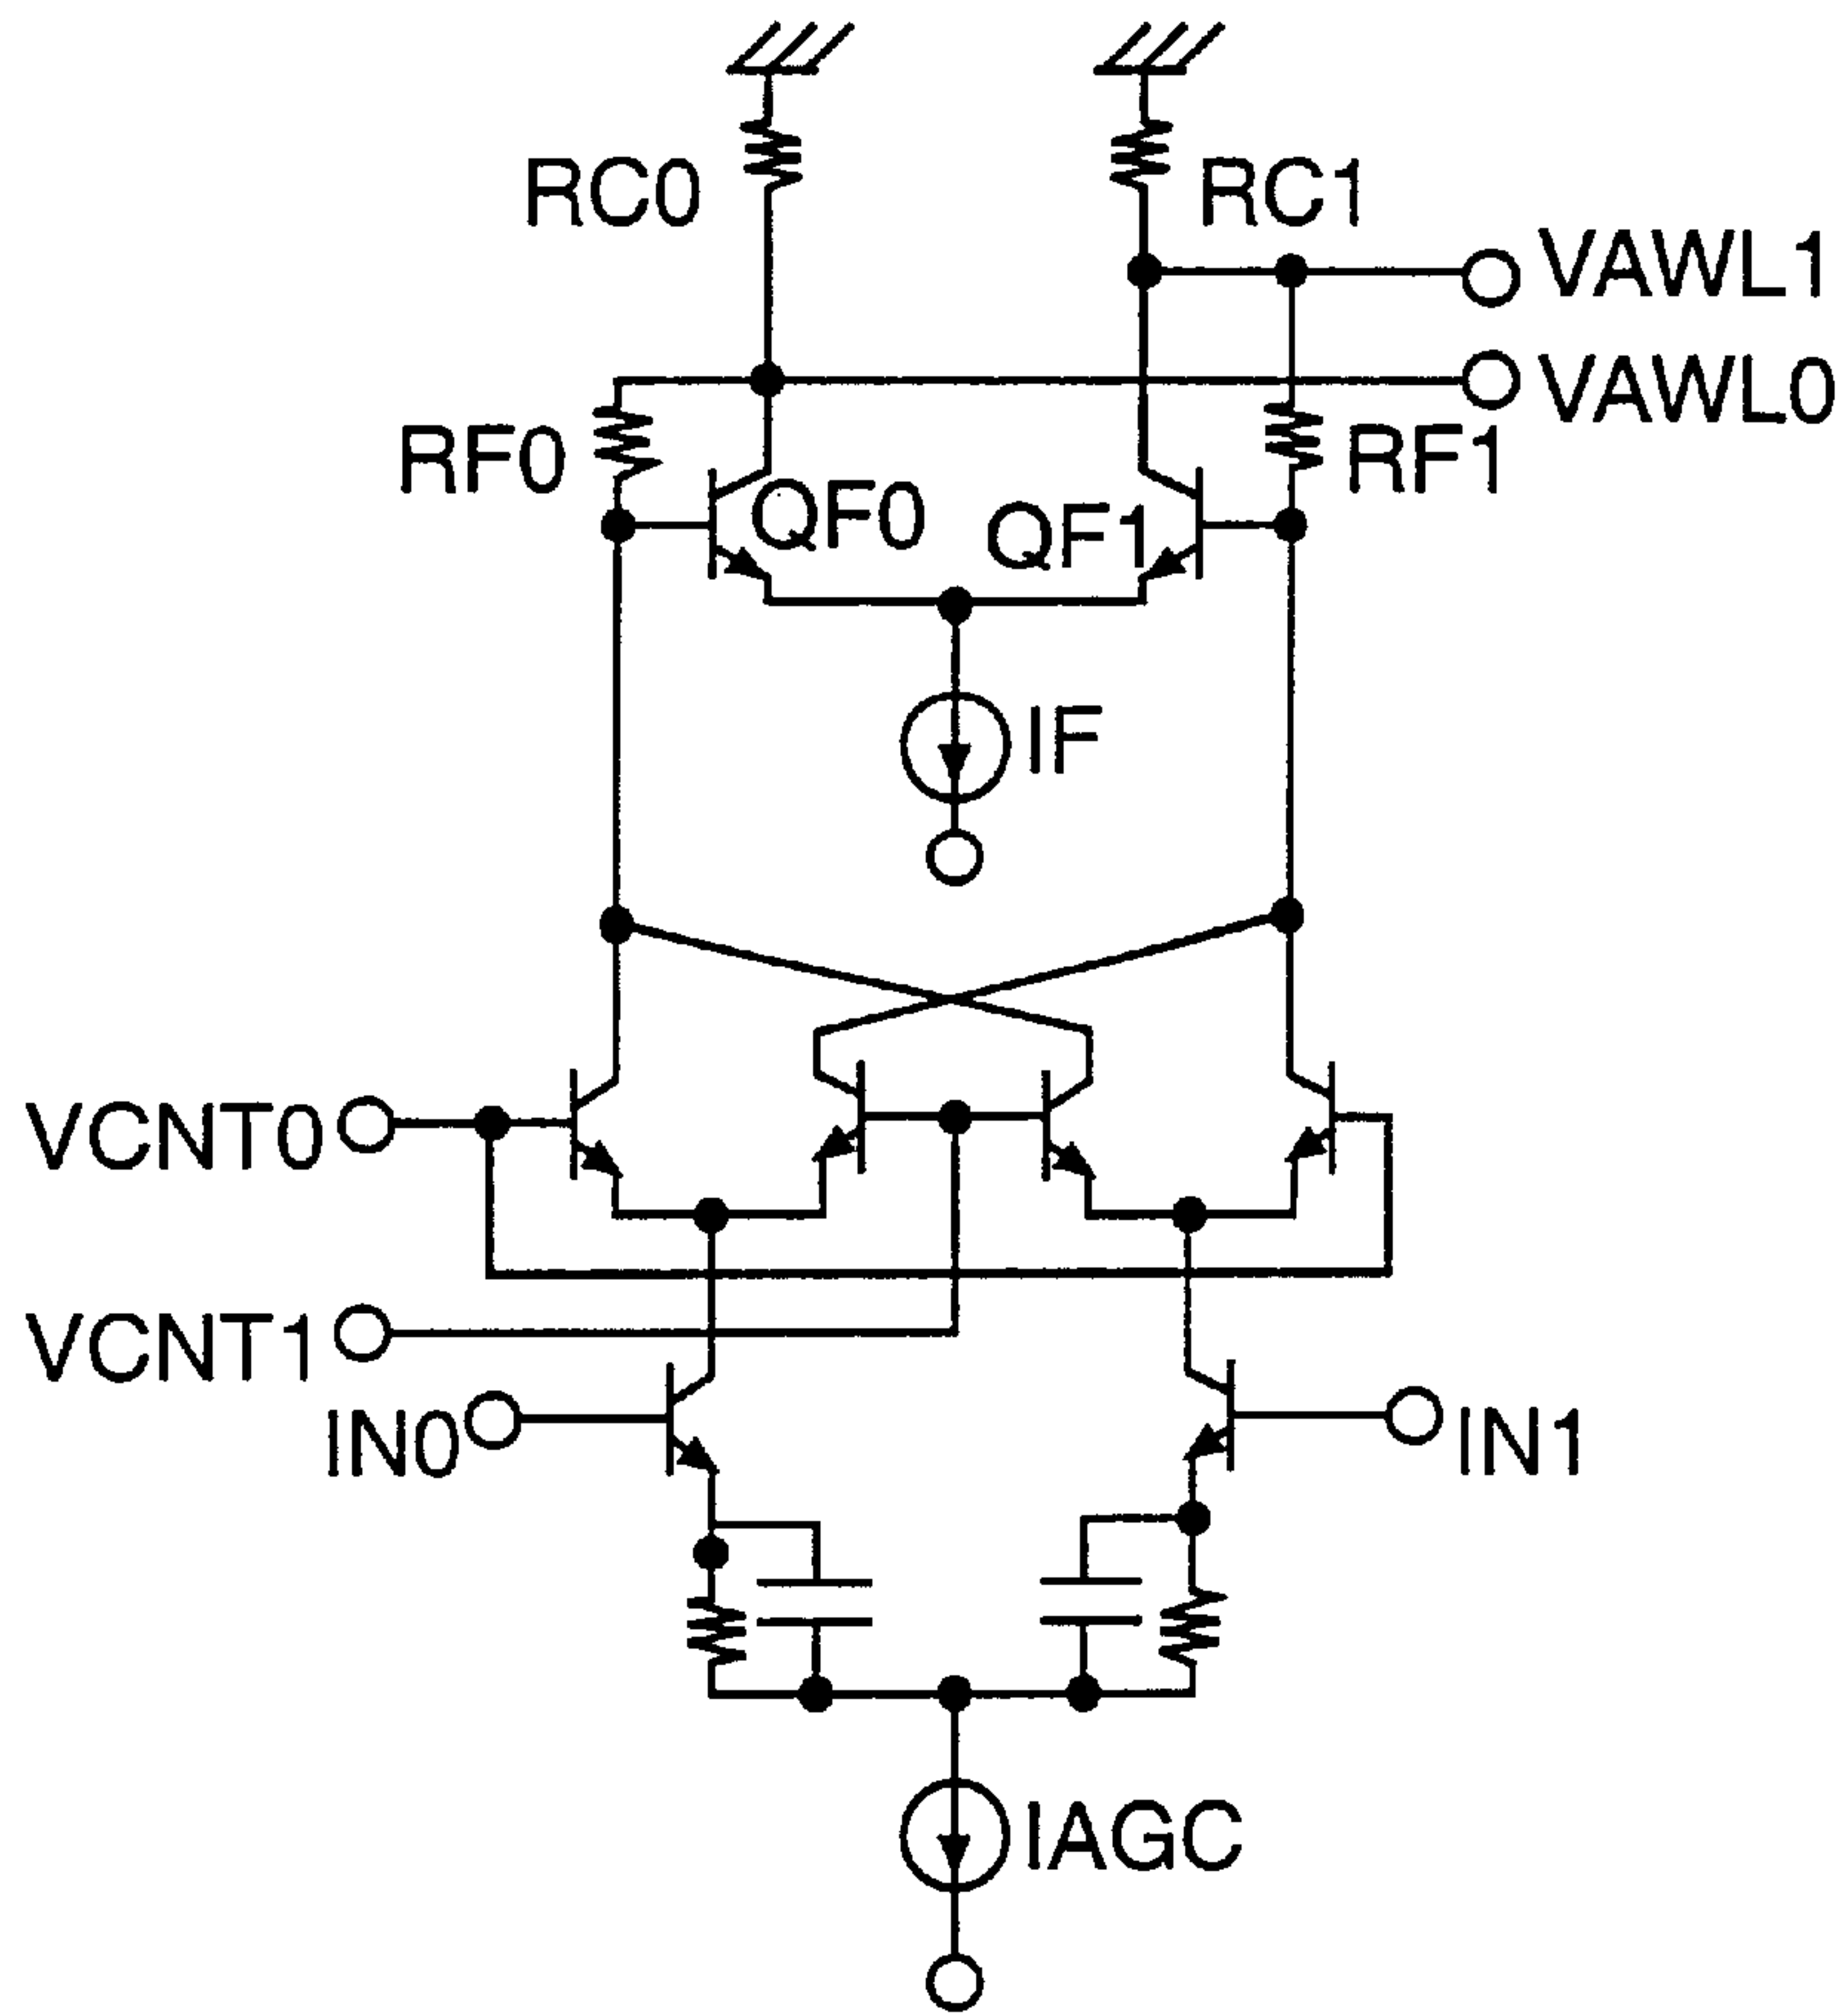 RC0
RC1
VAWL1
VAWL0
RF0
RF1
QF0
QF1
IF
VCNT0
VCNT1
IN0
IN1
IAGC